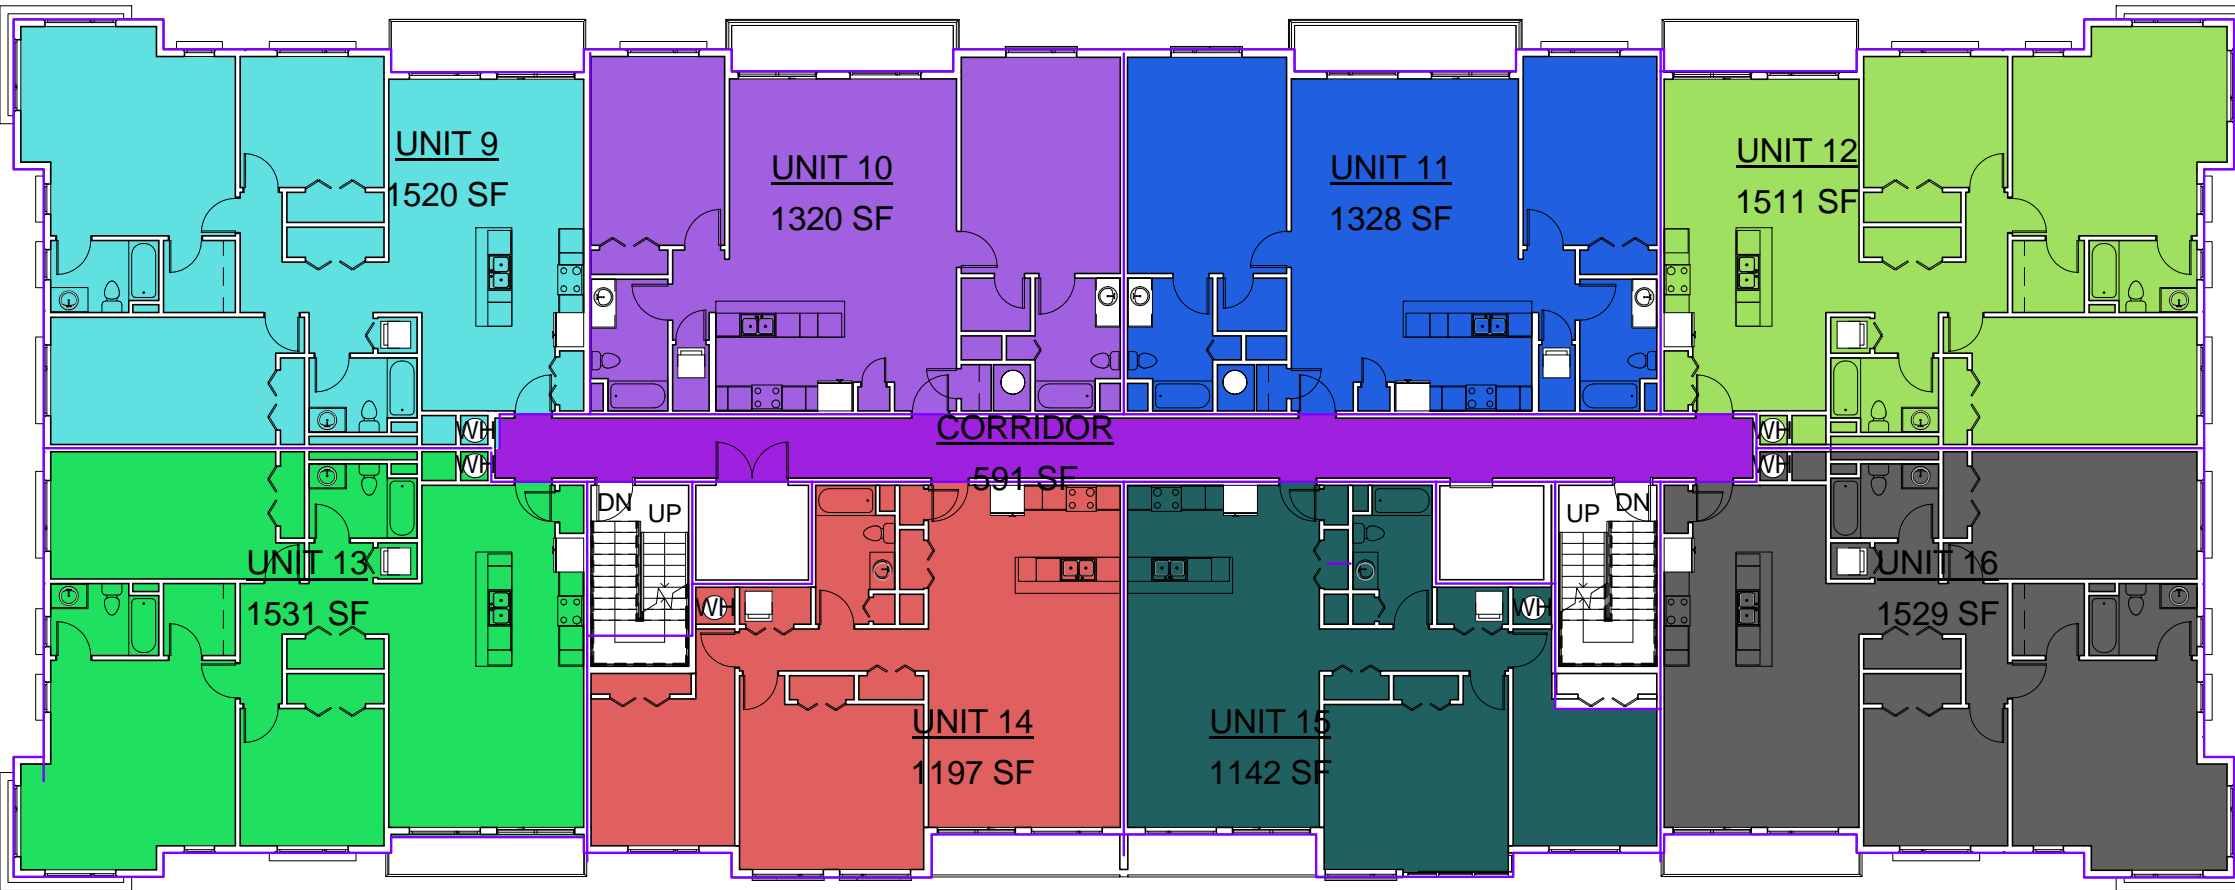 UNIT 9
1520 SF
UNIT 10
1320 SF
UNIT 11
1328 SF
UNIT 12
1511 SF
WH
CORRIDOR
591 SF
WH
WH
WH
DN
UP
UP
DN
UNIT 13
1531 SF
UNIT 16
1529 SF
WH
WH
UNIT 14
1197 SF
UNIT 15
1142 SF